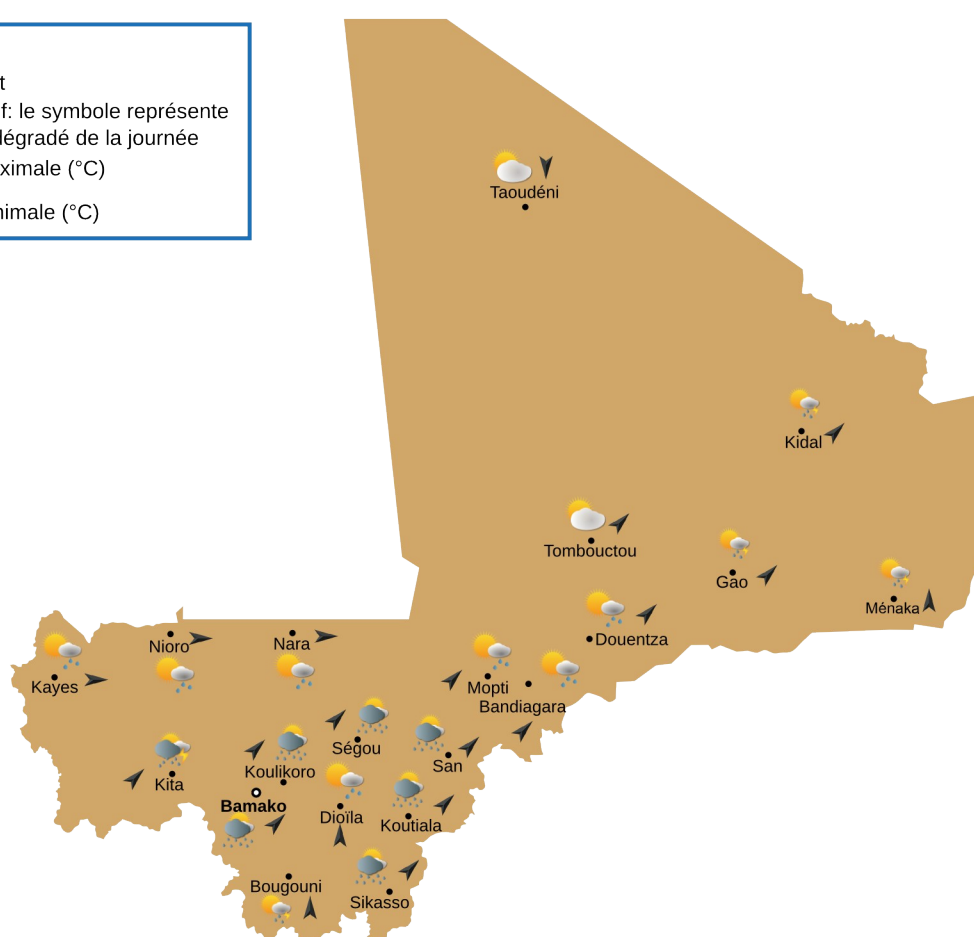 t
f: le symbole représente
dégradé de la journée
ximale (°C)
nimale (°C)
Taoudéni
Kidal
Tombouctou
Gao
Ménaka
Douentza
Nioro
Nara
Kayes
Mopti
Bandiagara
Ségou
San
Koulikoro
Kita
Bamako
Dioïla
Koutiala
Bougouni
Sikasso